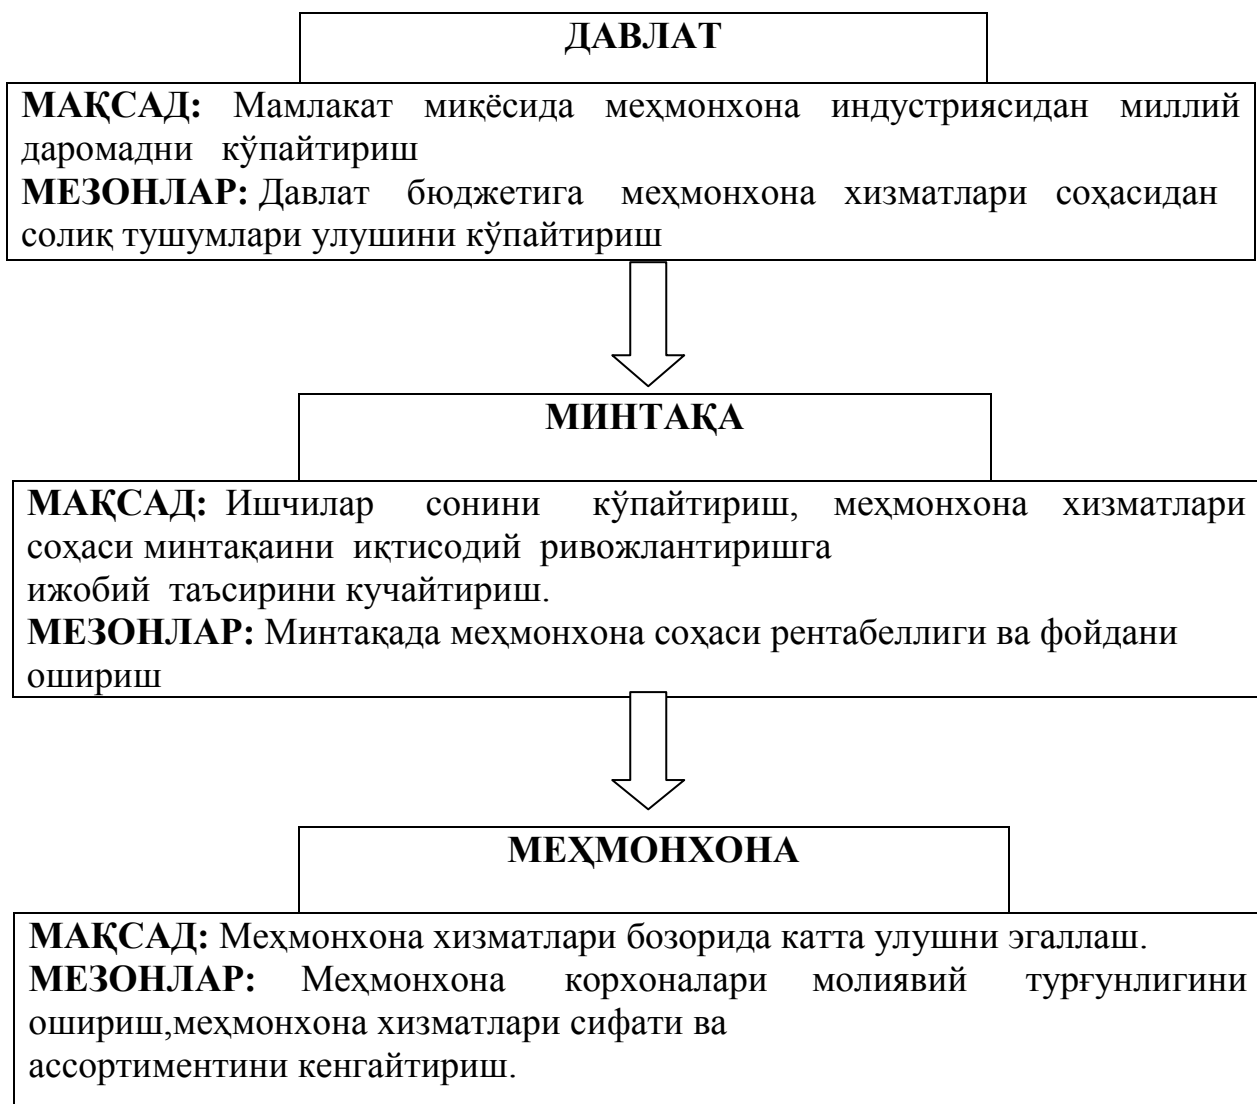 ДАВЛАТ
МАҚСАД: Мамлакат миқёсида меҳмонхона индустриясидан миллий
даромадни кўпайтириш
МЕЗОНЛАР: Давлат бюджетига меҳмонхона хизматлари соҳасидан
солиқ тушумлари улушини кўпайтириш
МИНТАҚА
МАҚСАД: Ишчилар сонини кўпайтириш, меҳмонхона хизматлари
соҳаси минтақаини иқтисодий ривожлантиришга
ижобий таъсирини кучайтириш.
МЕЗОНЛАР: Минтақада меҳмонхона соҳаси рентабеллиги ва фойдани
ошириш
МЕҲМОНХОНА
МАҚСАД: Меҳмонхона хизматлари бозорида катта улушни эгаллаш.
МЕЗОНЛАР: Меҳмонхона корхоналари молиявий турғунлигини
ошириш,меҳмонхона хизматлари сифати ва
ассортиментини кенгайтириш.